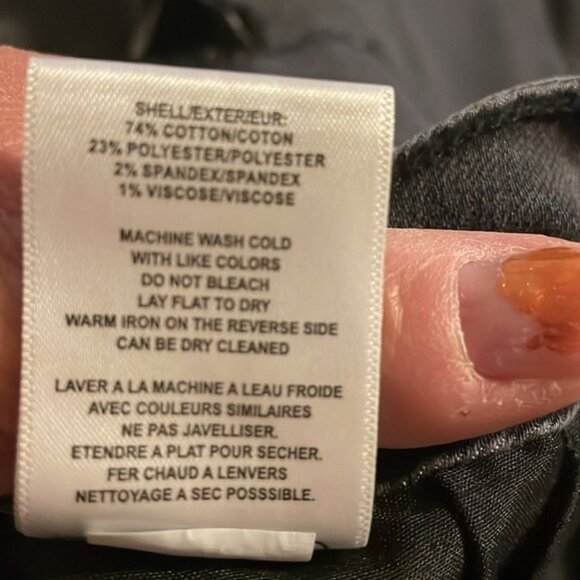 SHELL/EXTERIEUR:
74% COTTON/COTON
23% POLYESTER/POLYESTER
2% SPANDEX/SPANDEX
1% VISCOSE/VISCOSE
MACHINE WASH COLD
WITH LIKE COLORS
DO NOT BLEACH
LAY FLAT TO DRY
WARM IRON ON THE REVERSE SIDE
CAN BE DRY CLEANED
LAVER A LA MACHINE A LEAU FROIDE
AVEC COULEURS SIMILAIRES
NE PAS JAVELLISER.
ETENDRE A PLAT POUR SECHER.
FER CHAUD A LENVERS
NETTOYAGE A SEC POSSSIBLE.